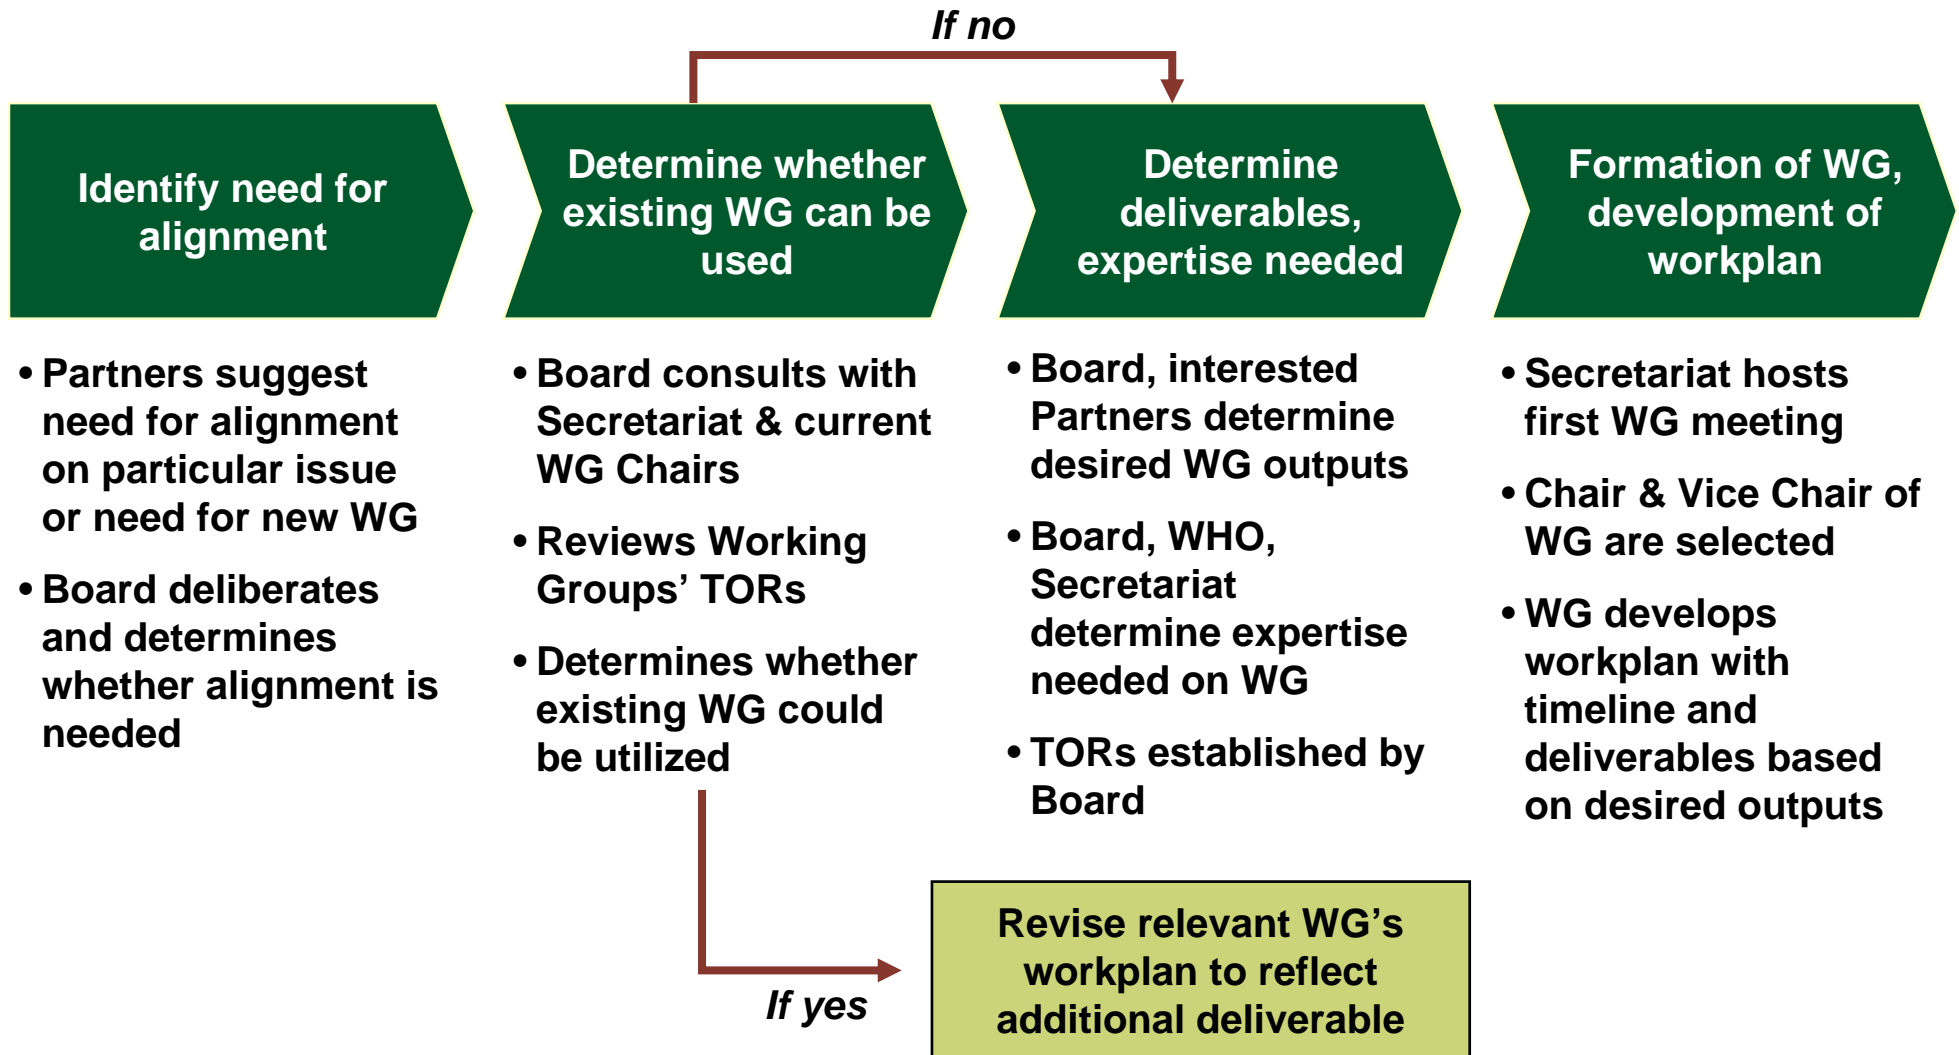 If no
Identify need for
alignment
Determine whether
existing WG can be
used
Determine
deliverables,
expertise needed
Formation of WG,
development of
workplan
• Partners suggest
need for alignment
on particular issue
or need for new WG
• Board deliberates
and determines
whether alignment is
needed
• Board consults with
Secretariat & current
WG Chairs
• Reviews Working
Groups’ TORs
• Determines whether
existing WG could
be utilized
• Board, interested
Partners determine
desired WG outputs
• Board, WHO,
Secretariat
determine expertise
needed on WG
• TORs established by
Board
• Secretariat hosts
first WG meeting
• Chair & Vice Chair of
WG are selected
• WG develops
workplan with
timeline and
deliverables based
on desired outputs
If yes
Revise relevant WG’s
workplan to reflect
additional deliverable